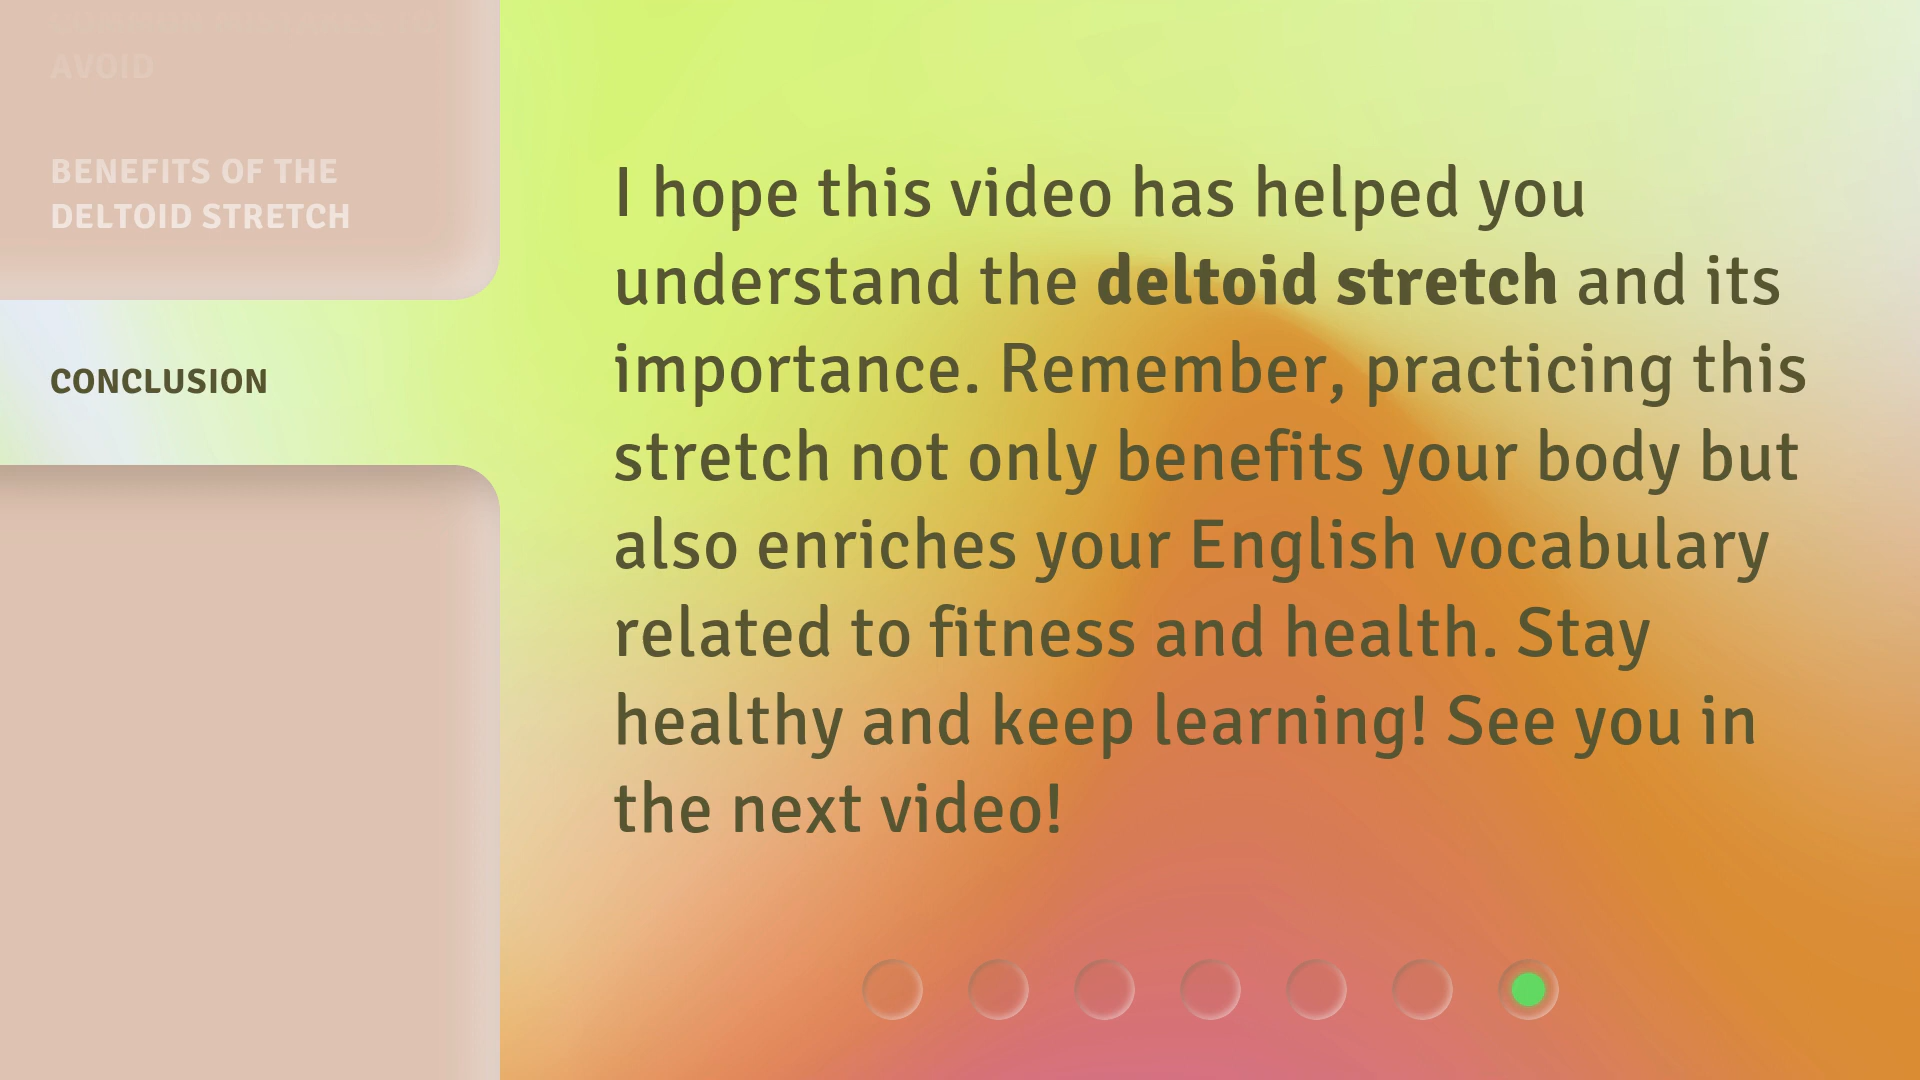 AVOID
BENEFITS OF THE
DELTOID STRETCH
CONCLUSION
I hope this video has helped you
understand the deltoid stretch and its
importance. Remember, practicing this
stretch not only benefits your body but
also enriches your English vocabulary
related to fitness and health. Stay
healthy and keep learning! See you in
the next video!